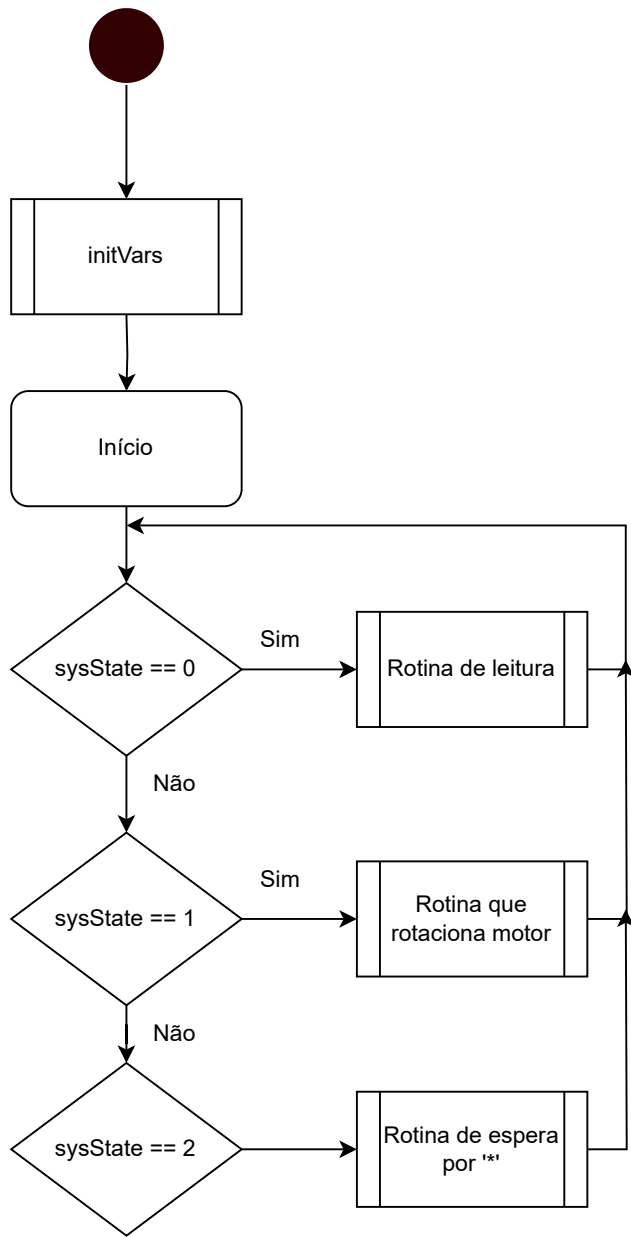 initVars
Início
sysState == 0
Sim
Rotina de leitura
Não
sysState == 1
Sim
Rotina que
rotaciona motor
Não
sysState == 2
Rotina de espera
por '*'